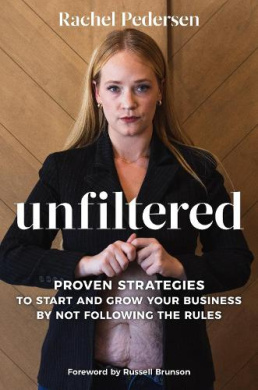 Rachel Pedersen
unfiltered
PROVEN STRATEGIES
TO START AND GROW YOUR BUSINESS
BY NOT FOLLOWING THE RULES
Foreword by Russell Brunson